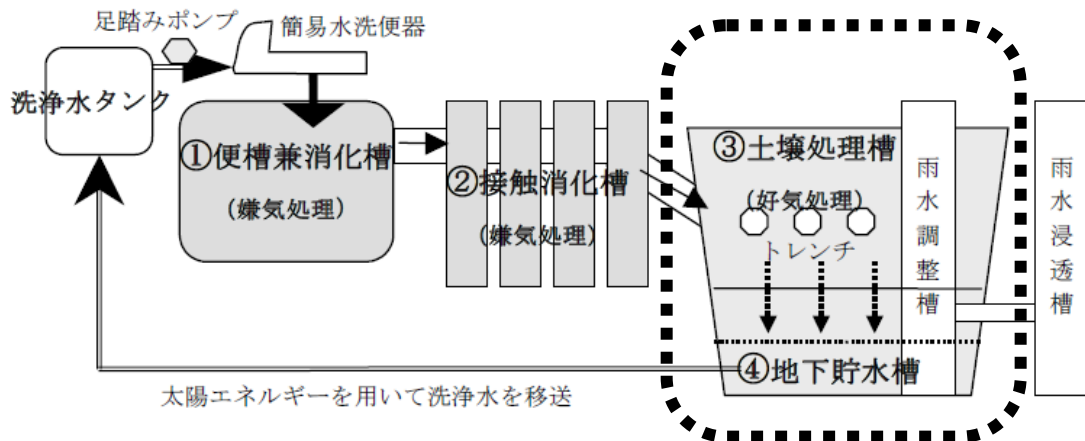 足踏みポンプ
簡易水洗便器
洗浄水タンク
①便槽兼消化槽
（嫌気処理）
②接触消化槽
（嫌気処理）
③土壌処理槽
（好気処理）
トレンチ
雨水調整槽
雨水浸透槽
④地下貯水槽
太陽エネルギーを用いて洗浄水を移送